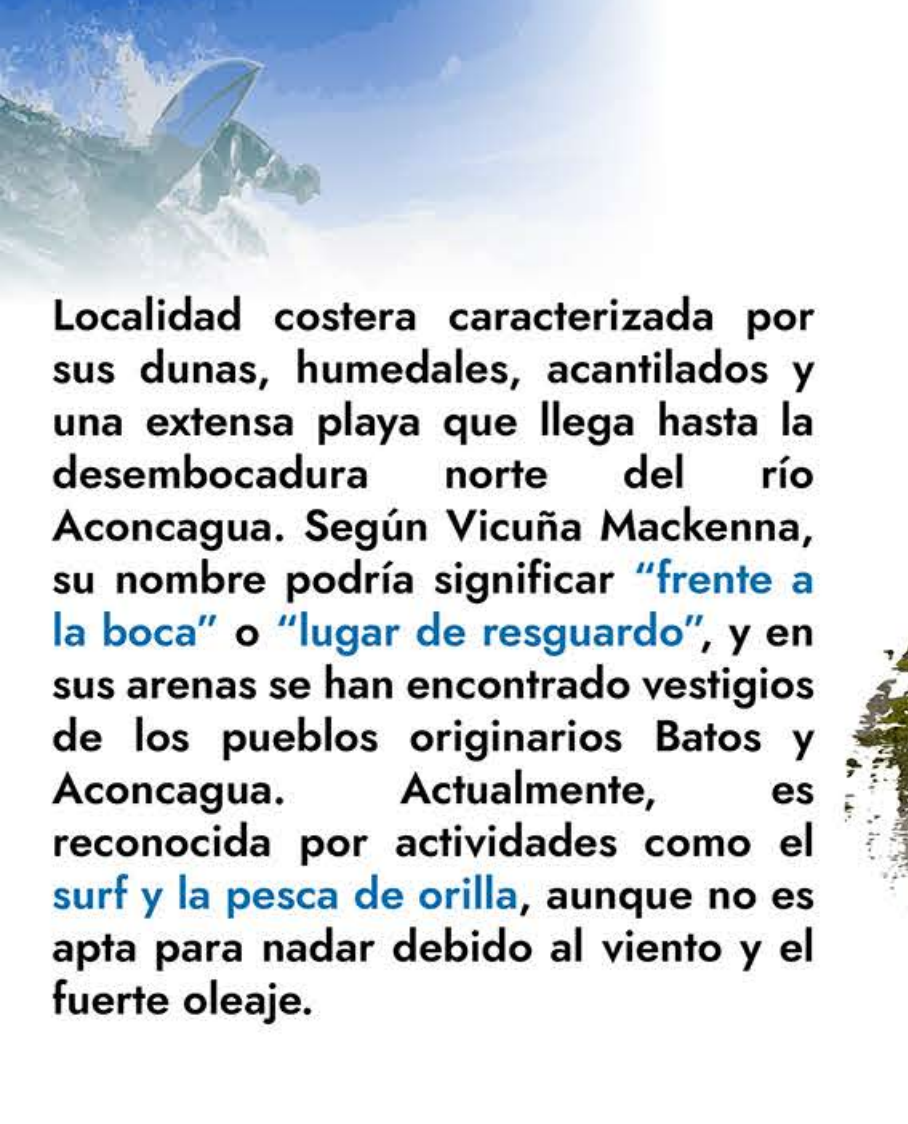 Localidad costera caracterizada por
sus dunas, humedales, acantilados y
una extensa playa que llega hasta la
desembocadura norte del río
Aconcagua. Según Vicuña Mackenna,
su nombre podría significar “frente a
la boca” o “lugar de resguardo”, y en
sus arenas se han encontrado vestigios
de los pueblos originarios Batos y
Aconcagua. Actualmente, es
reconocida por actividades como el
surf y la pesca de orilla, aunque no es
apta para nadar debido al viento y el
fuerte oleaje.